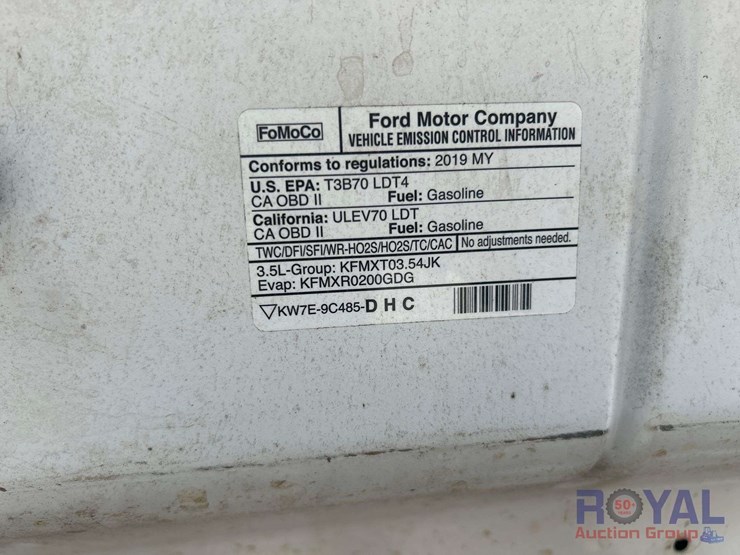 FoMoCo
Ford Motor Company
VEHICLE EMISSION CONTROL INFORMATION
Conforms to regulations: 2019 MY
U.S. EPA: T3B70 LDT4
CA OBD II Fuel: Gasoline
California: ULEV70 LDT
CA OBD II Fuel: Gasoline
TWC/DFI/SFI/WR-HO2S/HO2S/TC/CAC No adjustments needed.
3.5L-Group: KFMXT03.54JK
Evap: KFMXR0200GDG
KW7E-9C485-D H C
ROYAL
50+
Auction Group